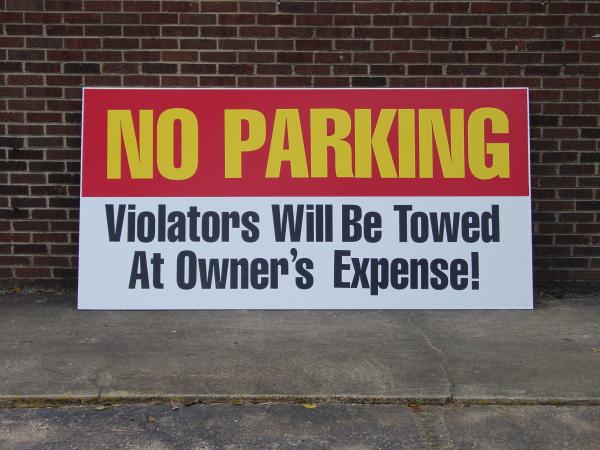 NO PARKING
Violators Will Be Towed
At Owner's Expense!